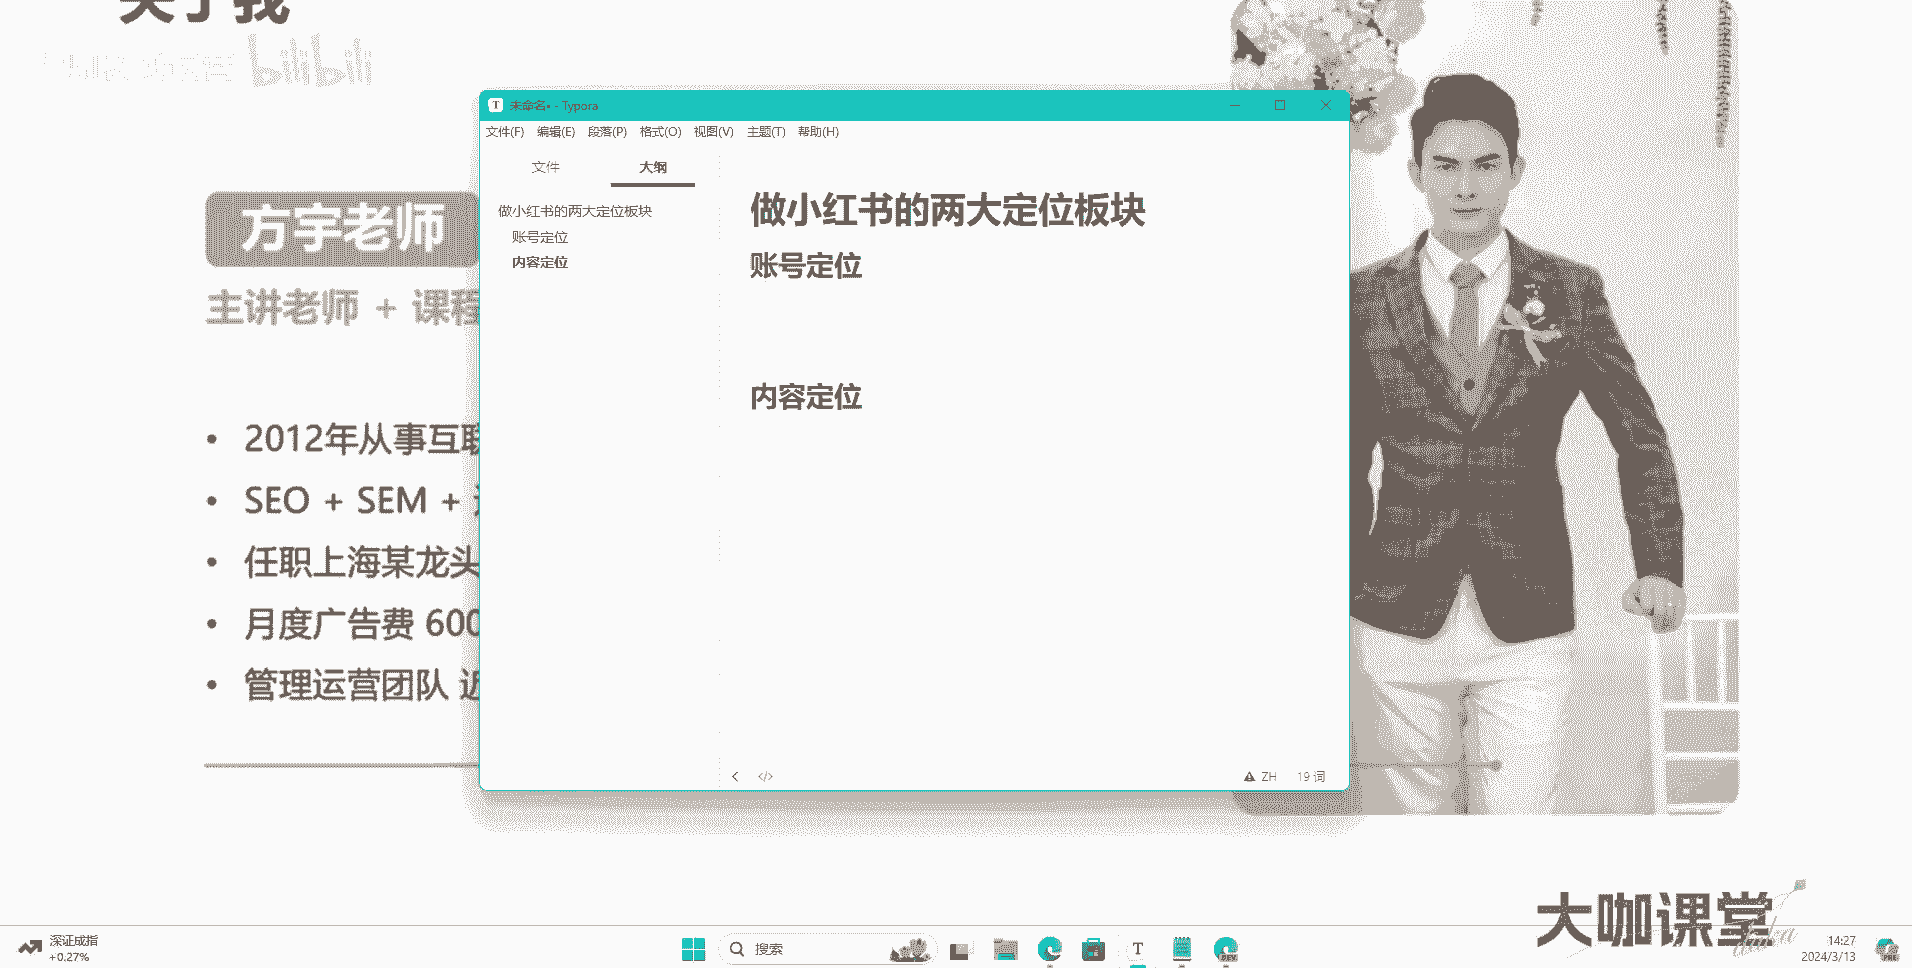 关于我
bilibili
未命名• - Typora
文件(F) 编辑(E) 段落(P) 格式(O) 视图(V) 主题(T) 帮助(H)
文件 大纲
做小红书的两大定位板块
账号定位
内容定位
做小红书的两大定位板块
账号定位
内容定位
</> ZH 19 词
方宇老师
主讲老师 + 课程
• 2012年从事互联
• SEO + SEM +
• 任职上海某龙头
• 月度广告费 600
• 管理运营团队 近
大咖课堂
深证成指
+0.27%
搜索
T
DEV
14:27
2024/3/13
PRE